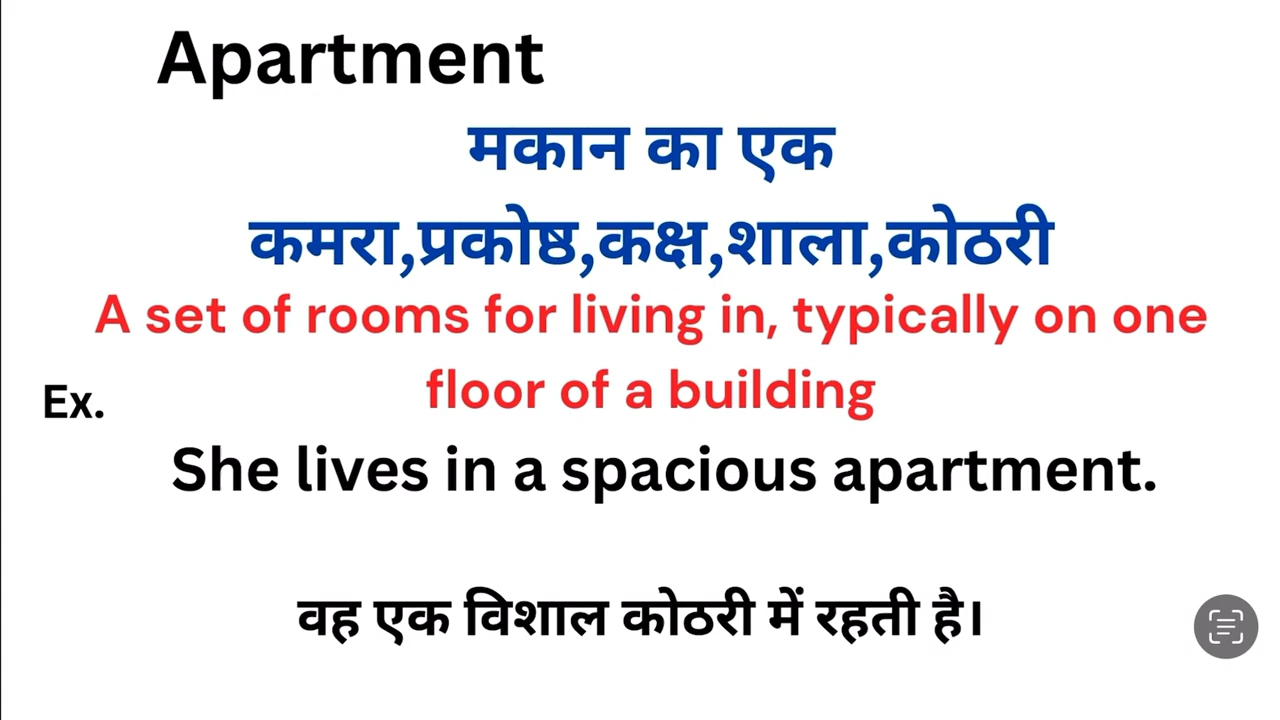 Apartment
मकान का एक
कमरा,प्रकोष्ठ,कक्ष,शाला,कोठरी
A set of rooms for living in, typically on one
floor of a building
Ex.
She lives in a spacious apartment.
वह एक विशाल कोठरी में रहती है।